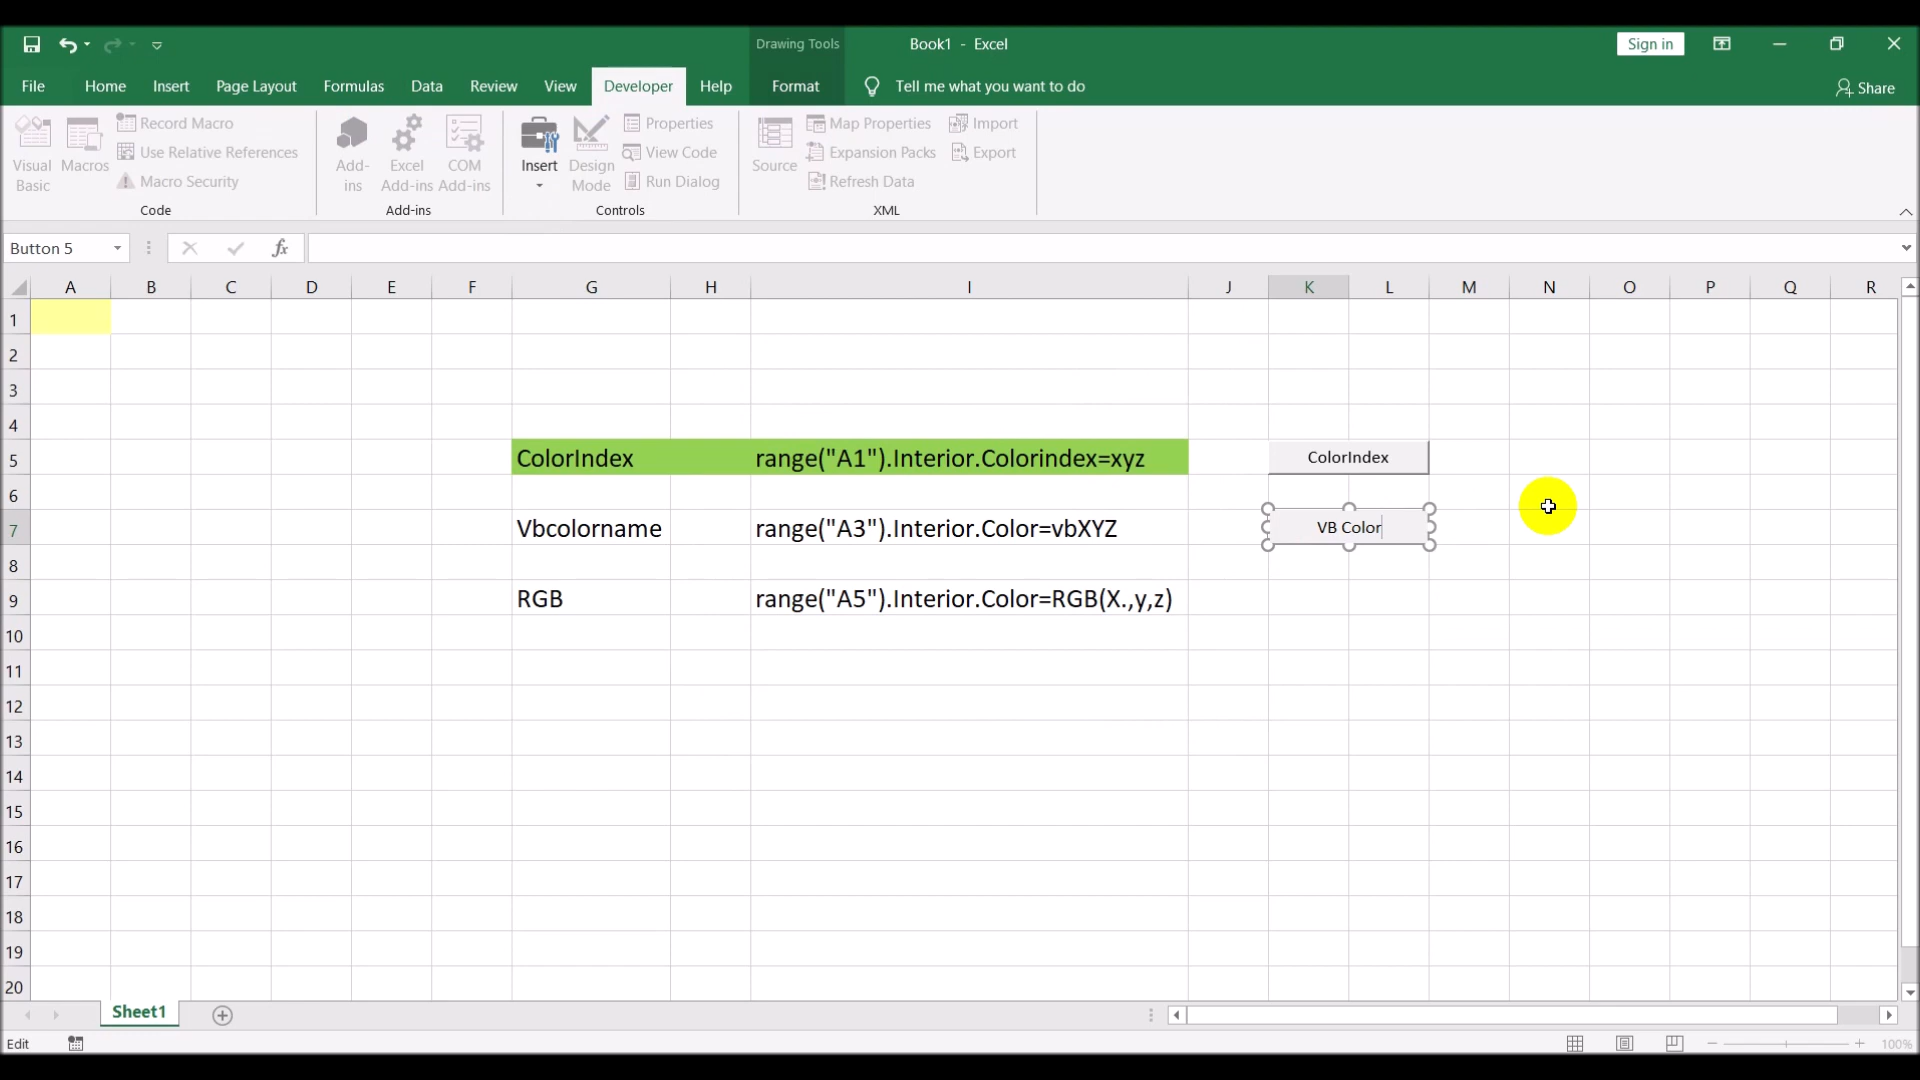 Drawing Tools
Book1 - Excel
Sign in
File Home Insert Page Layout Formulas Data Review View Developer Help Format Tell me what you want to do Share
Visual Basic
Macros
Record Macro
Use Relative References
Macro Security
Code
Add-ins
Excel Add-ins
COM Add-ins
Add-ins
Insert
Design Mode
Properties
View Code
Run Dialog
Controls
Source
Map Properties
Expansion Packs
Refresh Data
Import
Export
XML
Button 5 fx
A B C D E F G H I J K L M N O P Q R
1
2
3
4
5 ColorIndex range("A1").Interior.Colorindex=xyz ColorIndex
6
7 Vbcolorname range("A3").Interior.Color=vbXYZ VB Color
8
9 RGB range("A5").Interior.Color=RGB(X.,y,z)
10
11
12
13
14
15
16
17
18
19
20
Sheet1
Edit 100%